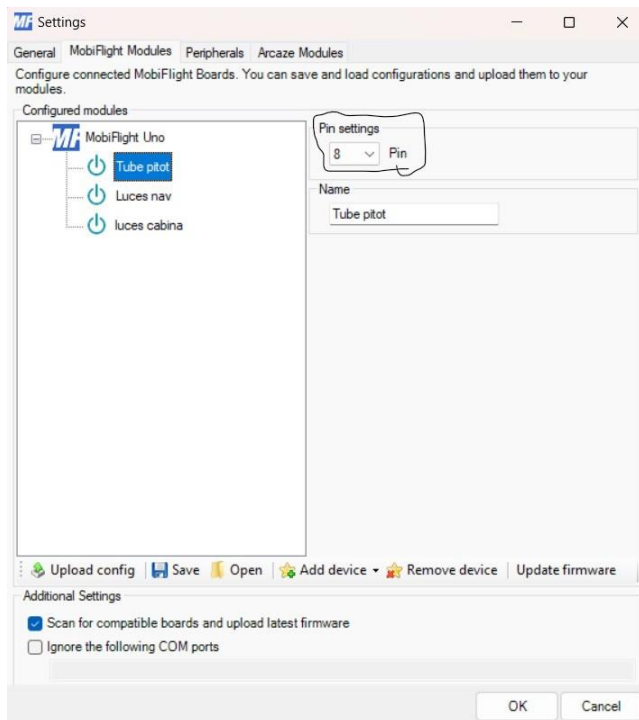 MF Settings
General MobiFlight Modules Peripherals Arcaze Modules
Configure connected MobiFlight Boards. You can save and load configurations and upload them to your
modules.
Configured modules
MF MobiFlight Uno
Tube pitot
Luces nav
luces cabina
Pin settings
8 Pin
Name
Tube pitot
Upload config Save Open Add device Remove device Update firmware
Additional Settings
Scan for compatible boards and upload latest firmware
Ignore the following COM ports
OK Cancel